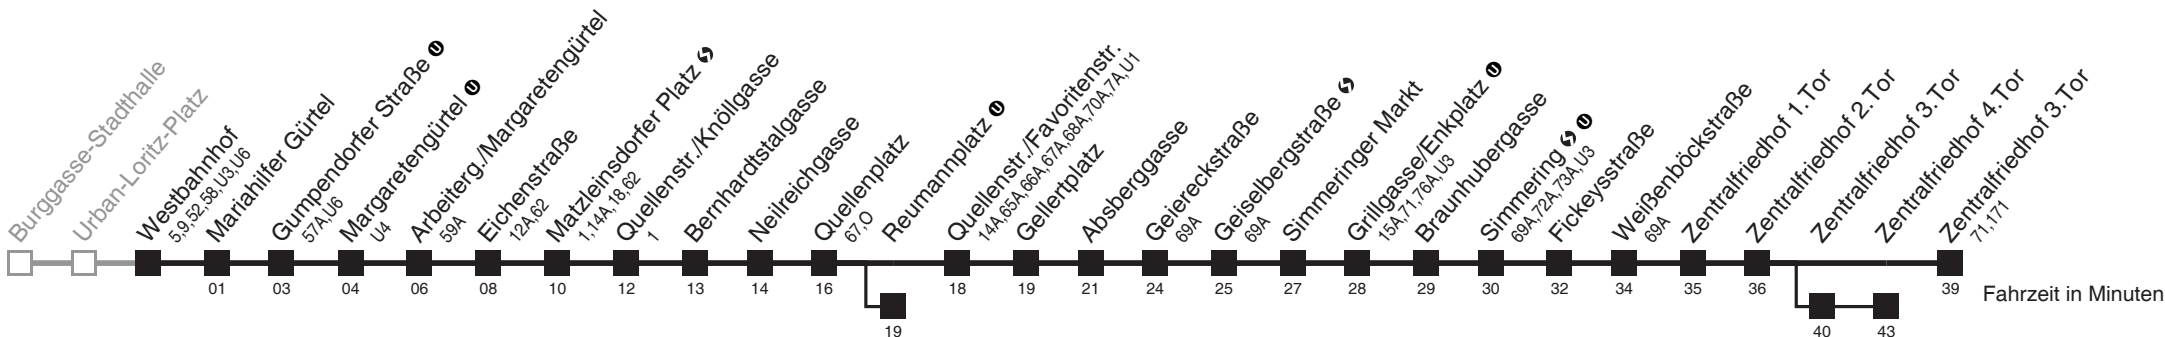 Burggasse-Stadthalle
Urban-Loritz-Platz
Westbahnhof
5,9,52,58,U3,U6
Mariahilfer Gürtel
Gumpendorfer Straße U
57A,U6
Margaretengürtel U
U4
Arbeiterg./Margaretengürtel
59A
Eichenstraße
12A,62
Matzleinsdorfer Platz
1,14A,18,62
Quellenstr./Knöllgasse
1
Bernhardtstalgasse
Neilreichgasse
Quellenplatz
67,O
Reumannplatz U
Quellenstr./Favoritenstr.
14A,65A,66A,67A,68A,70A,7A,U1
Gellertplatz
Absberggasse
Geiereckstraße
69A
Geiselbergstraße
69A
Simmeringer Markt
Grillgasse/Enkplatz U
15A,71,76A,U3
Braunhubergasse
Simmering U
69A,72A,73A,U3
Fickeysstraße
Weißenböckstraße
69A
Zentralfriedhof 1.Tor
Zentralfriedhof 2.Tor
Zentralfriedhof 3.Tor
Zentralfriedhof 4.Tor
Zentralfriedhof 3.Tor
71,171
01 03 04 06 08 10 12 13 14 16 18 19 21 24 25 27 28 29 30 32 34 35 36 39
Fahrzeit in Minuten
19 40 43